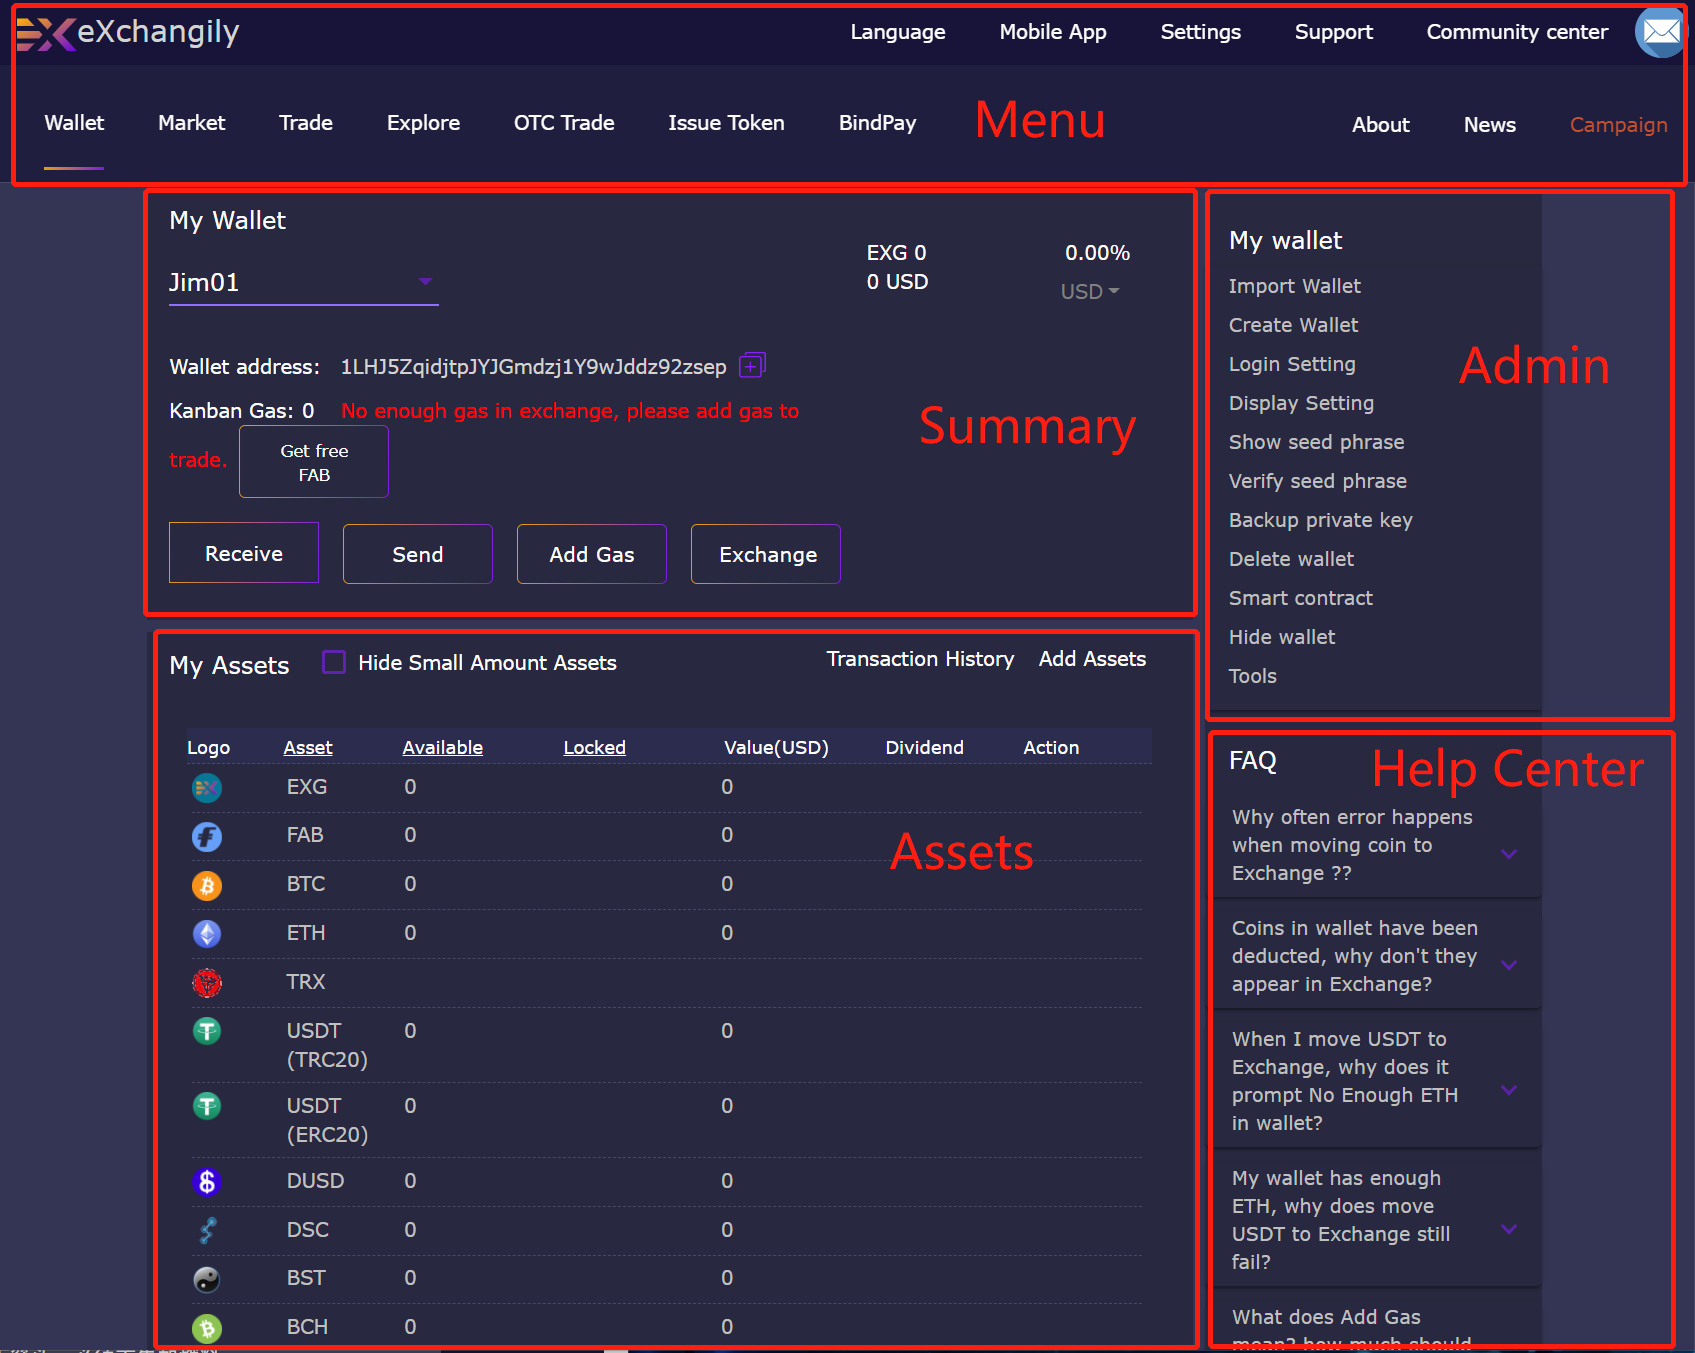 eXchangily
Language Mobile App Settings Support Community center
Wallet Market Trade Explore OTC Trade Issue Token BindPay Menu About News Campaign
My Wallet
Jim01
EXG 0 0.00%
0 USD USD
Wallet address: 1LHJ5ZqidjtpJYJGmdzj1Y9wJddz92zsep
Kanban Gas: 0 No enough gas in exchange, please add gas to
trade.
Get free
FAB
Summary
Receive Send Add Gas Exchange
My wallet
Import Wallet
Create Wallet
Login Setting
Display Setting
Show seed phrase
Verify seed phrase
Backup private key
Delete wallet
Smart contract
Hide wallet
Tools
Admin
My Assets Hide Small Amount Assets Transaction History Add Assets
Logo Asset Available Locked Value(USD) Dividend Action
EXG 0 0
FAB 0 0
Assets
BTC 0 0
ETH 0 0
TRX
USDT 0 0
(TRC20)
USDT 0 0
(ERC20)
DUSD 0 0
DSC 0 0
BST 0 0
BCH 0 0
FAQ Help Center
Why often error happens
when moving coin to
Exchange ??
Coins in wallet have been
deducted, why don't they
appear in Exchange?
When I move USDT to
Exchange, why does it
prompt No Enough ETH
in wallet?
My wallet has enough
ETH, why does move
USDT to Exchange still
fail?
What does Add Gas
mean? how much should